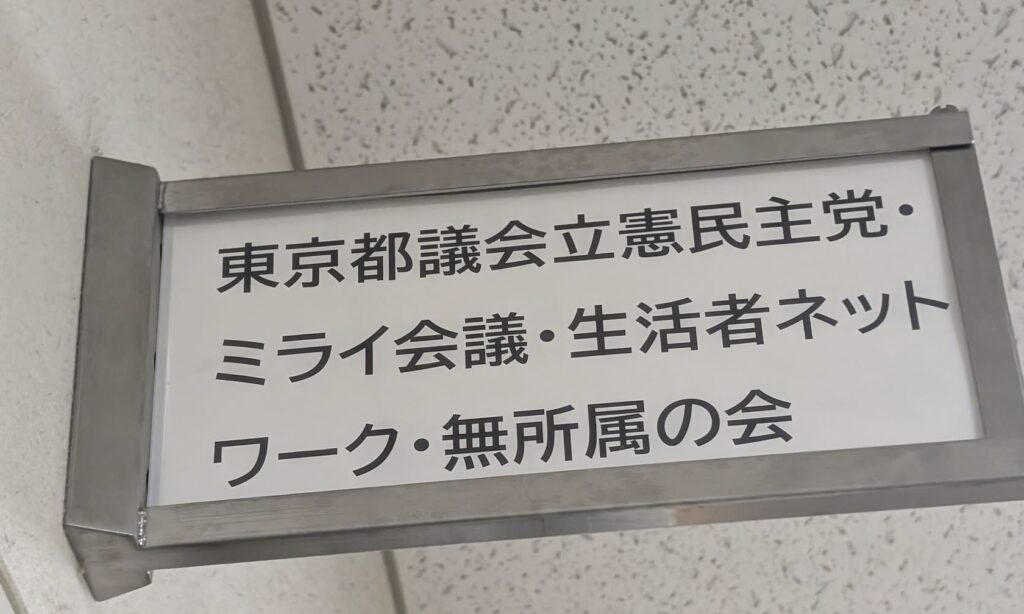 東京都議会立憲民主党・
ミライ会議・生活者ネット
ワーク・無所属の会